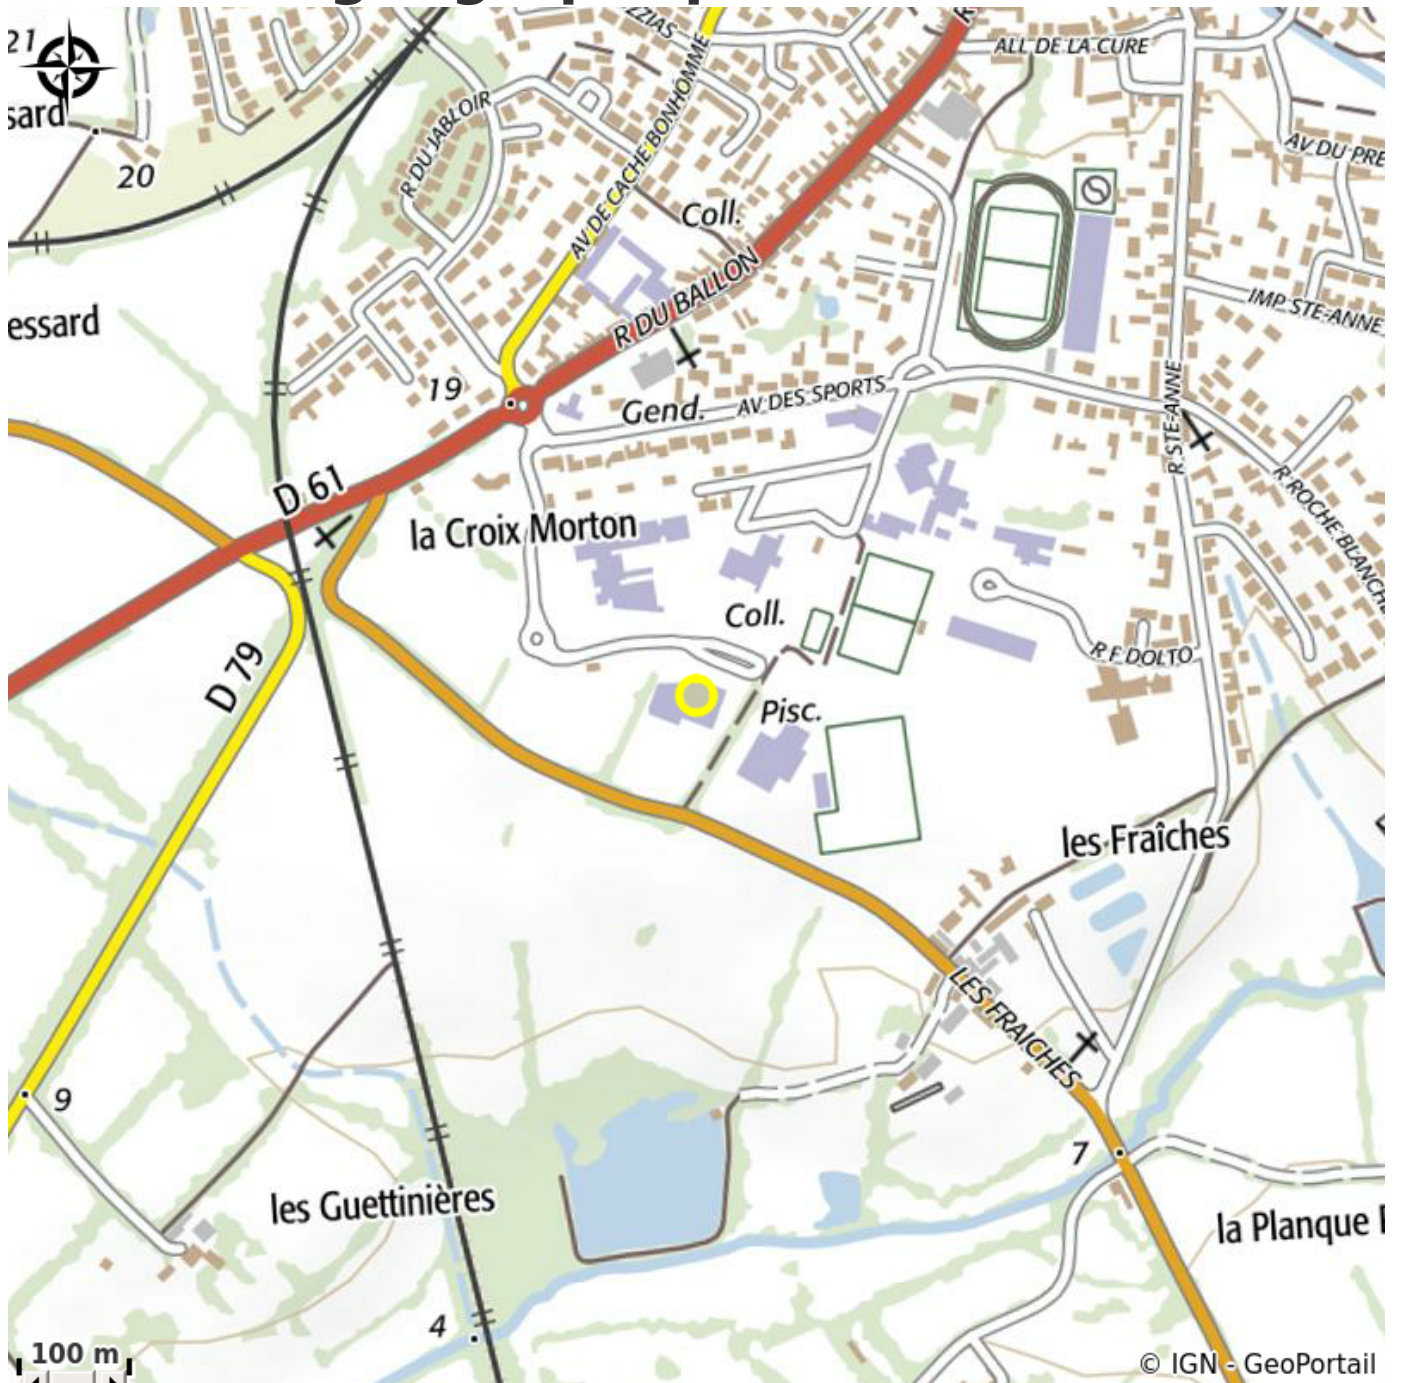 21
ZZIAS
ALL DE LA CURE
sard
R DU JABLOIR
AV DE CACHE BONHOMME
AV DU PRE
20
Coll.
R DU BALLON
IMP STE-ANNE
essard
19
Gend.
AV DES SPORTS
R STE-ANNE
D 61
la Croix Morton
R ROCHE BLANCHE
Coll.
R F DOLTO
D 79
Pisc.
les Fraîches
LES FRAICHES
9
7
les Guettinières
la Planque
4
100 m
© IGN - GeoPortail